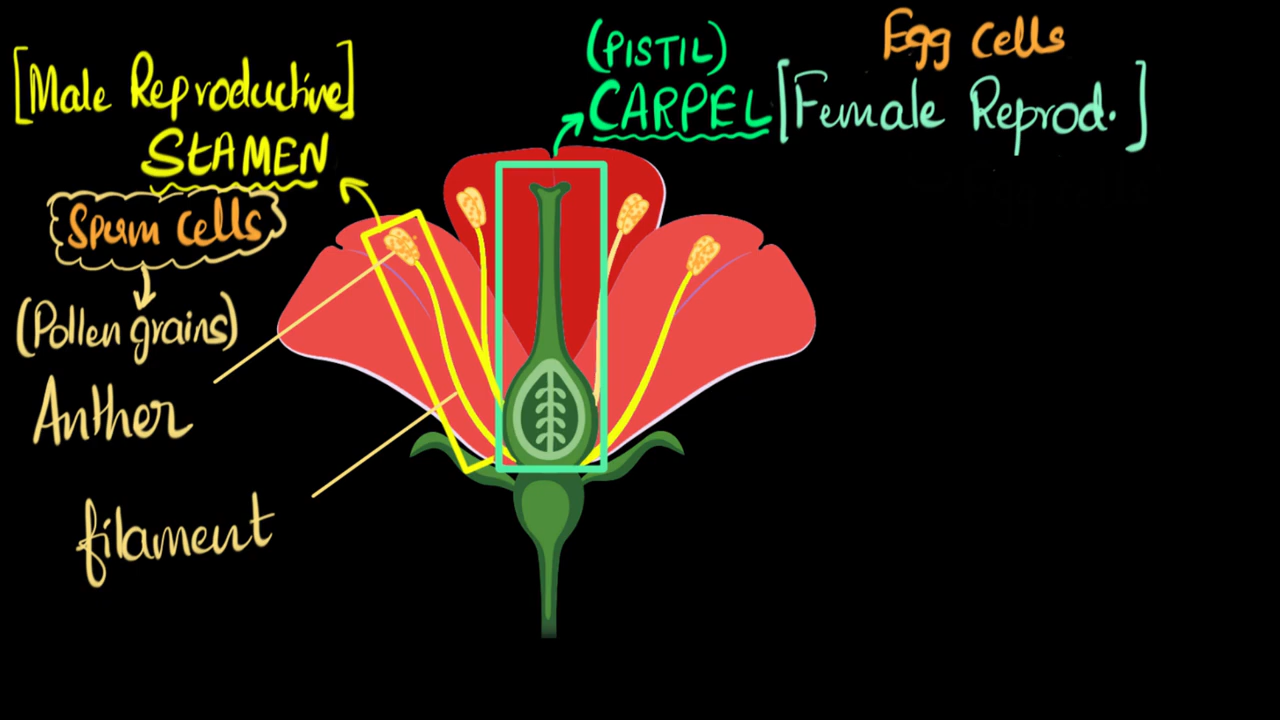 [Male Reproductive]
STAMEN
Sperm Cells
(Pollen grains)
Anther
filament
(PISTIL)
CARPEL [Female Reprod.]
Egg Cells